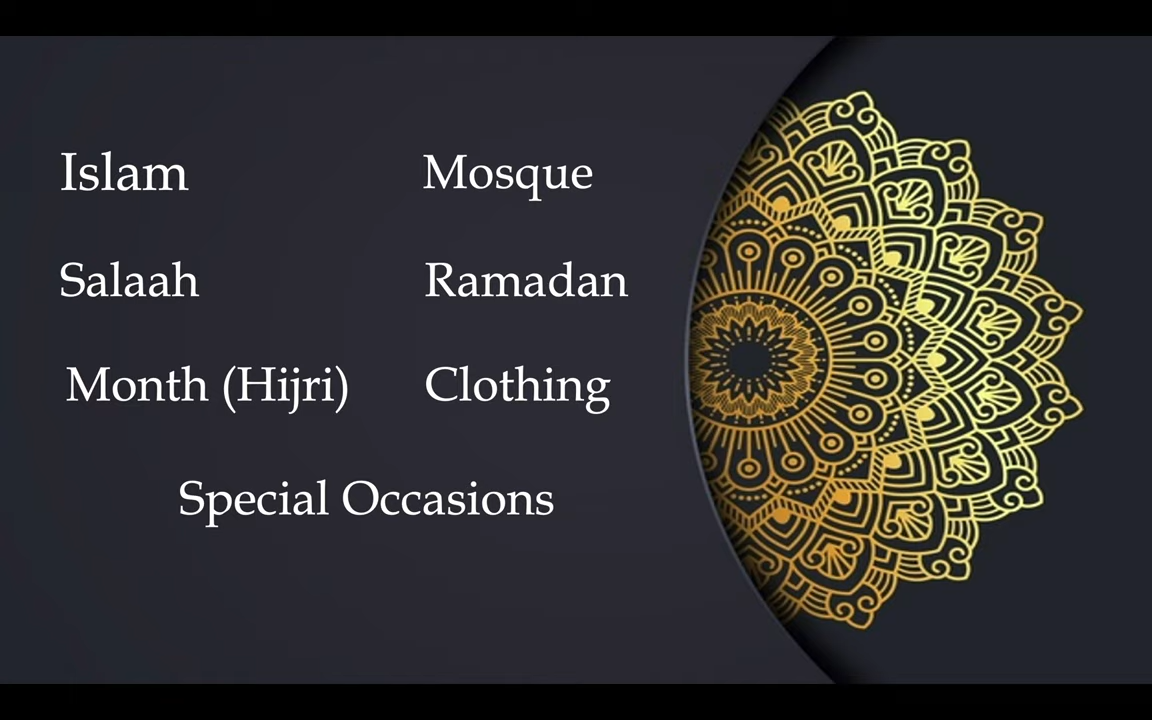 Islam
Mosque
Salaah
Ramadan
Month (Hijri)
Clothing
Special Occasions